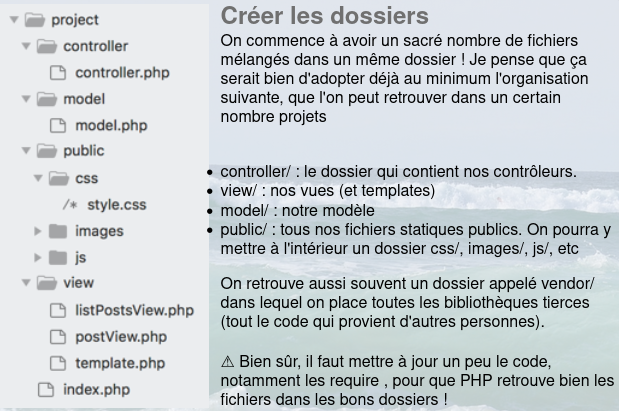 project
controller
controller.php
model
model.php
public
css
/* style.css
images
js
view
listPostsView.php
postView.php
template.php
index.php
Créer les dossiers
On commence à avoir un sacré nombre de fichiers
mélangés dans un même dossier ! Je pense que ça
serait bien d'adopter déjà au minimum l'organisation
suivante, que l'on peut retrouver dans un certain
nombre projets
• controller/ : le dossier qui contient nos contrôleurs.
• view/ : nos vues (et templates)
• model/ : notre modèle
• public/ : tous nos fichiers statiques publics. On pourra y
mettre à l'intérieur un dossier css/, images/, js/, etc
On retrouve aussi souvent un dossier appelé vendor/
dans lequel on place toutes les bibliothèques tierces
(tout le code qui provient d'autres personnes).
⚠ Bien sûr, il faut mettre à jour un peu le code,
notamment les require , pour que PHP retrouve bien les
fichiers dans les bons dossiers !